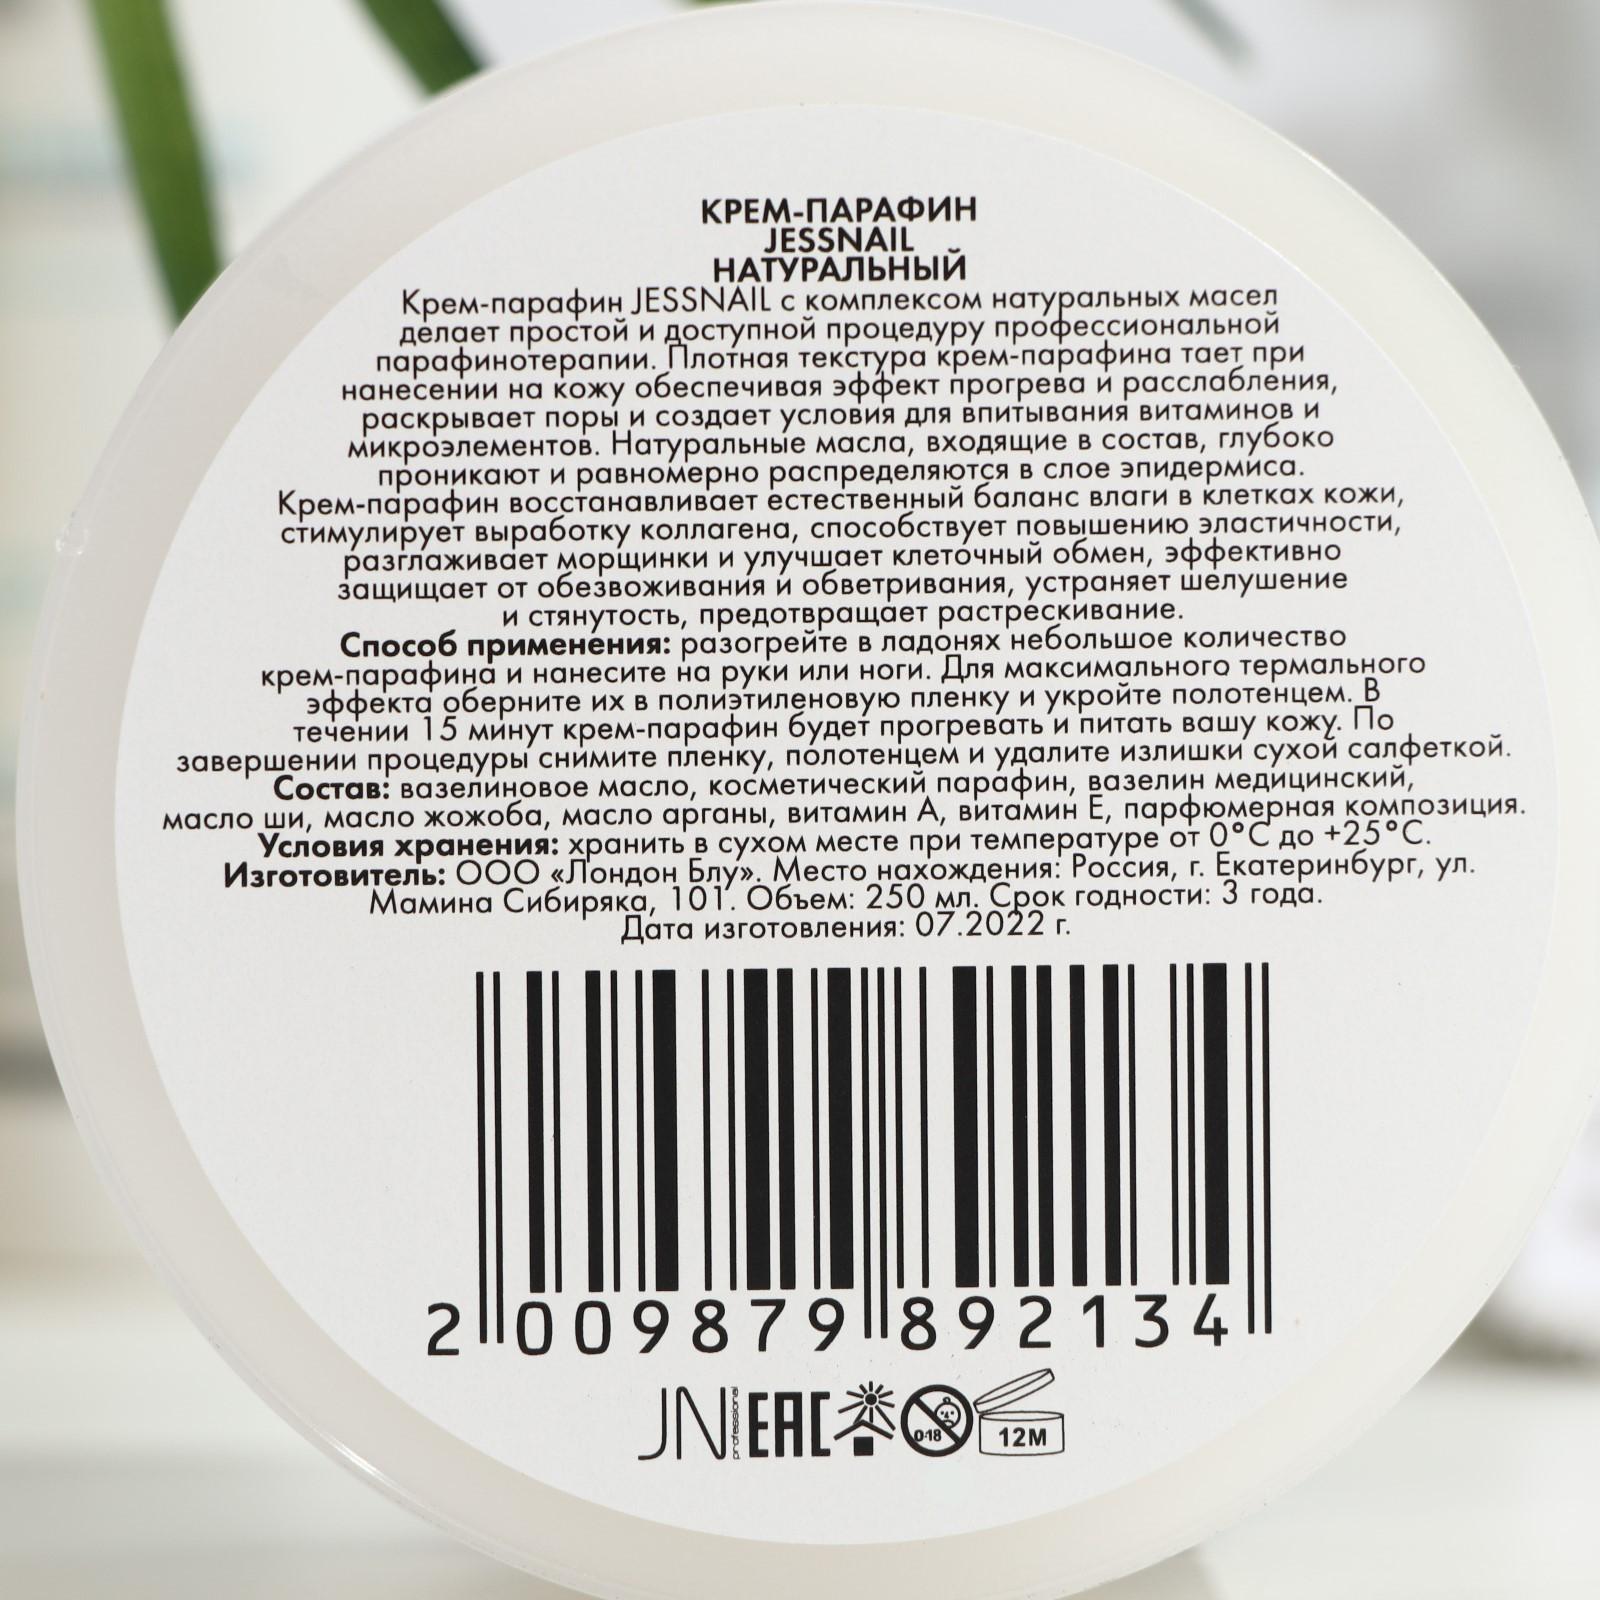 КРЕМ-ПАРАФИН
JESSNAIL
НАТУРАЛЬНЫЙ
Крем-парафин JESSNAIL с комплексом натуральных масел
делает простой и доступной процедуру профессиональной
парафинотерапии. Плотная текстура крем-парафина тает при
нанесении на кожу обеспечивая эффект прогрева и расслабления,
раскрывает поры и создает условия для впитывания витаминов и
микроэлементов. Натуральные масла, входящие в состав, глубоко
проникают и равномерно распределяются в слое эпидермиса.
Крем-парафин восстанавливает естественный баланс влаги в клетках кожи,
стимулирует выработку коллагена, способствует повышению эластичности,
разглаживает морщинки и улучшает клеточный обмен, эффективно
защищает от обезвоживания и обветривания, устраняет шелушение
и стянутость, предотвращает растрескивание.
Способ применения: разогрейте в ладонях небольшое количество
крем-парафина и нанесите на руки или ноги. Для максимального термального
эффекта оберните их в полиэтиленовую пленку и укройте полотенцем. В
течении 15 минут крем-парафин будет прогревать и питать вашу кожу. По
завершении процедуры снимите пленку, полотенцем и удалите излишки сухой салфеткой.
Состав: вазелиновое масло, косметический парафин, вазелин медицинский,
масло ши, масло жожоба, масло арганы, витамин А, витамин Е, парфюмерная композиция.
Условия хранения: хранить в сухом месте при температуре от 0°С до +25°С.
Изготовитель: ООО «Лондон Блу». Место нахождения: Россия, г. Екатеринбург, ул.
Мамина Сибиряка, 101. Объем: 250 мл. Срок годности: 3 года.
Дата изготовления: 07.2022 г.
2 009879 892134
JN professional EAC 0-18 12M